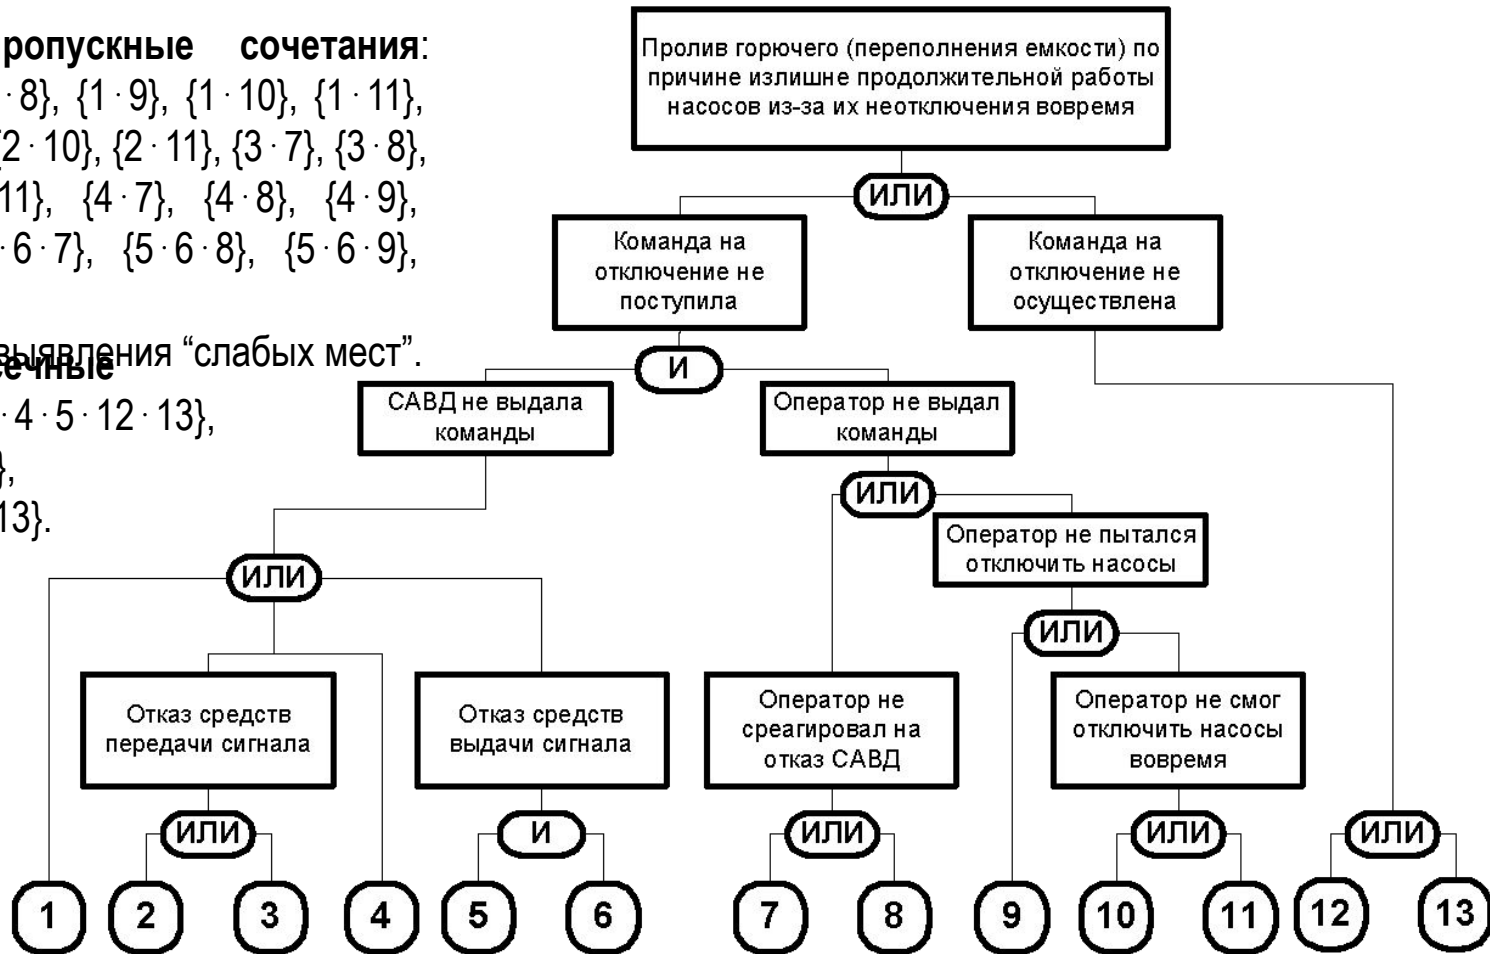 ропускные сочетания:
· 8}, {1 · 9}, {1 · 10}, {1 · 11},
{2 · 10}, {2 · 11}, {3 · 7}, {3 · 8},
11}, {4 · 7}, {4 · 8}, {4 · 9},
· 6 · 7}, {5 · 6 · 8}, {5 · 6 · 9},
выявления “слабых мест”.
сечные
· 4 · 5 · 12 · 13},
},
13}.
Пролив горючего (переполнения емкости) по
причине излишне продолжительной работы
насосов из-за их неотключения вовремя
ИЛИ
Команда на
отключение не
поступила
Команда на
отключение не
осуществлена
И
САВД не выдала
команды
Оператор не выдал
команды
ИЛИ
Оператор не пытался
отключить насосы
ИЛИ
ИЛИ
Отказ средств
передачи сигнала
Отказ средств
выдачи сигнала
Оператор не
среагировал на
отказ САВД
Оператор не смог
отключить насосы
вовремя
ИЛИ
И
ИЛИ
ИЛИ
ИЛИ
1
2
3
4
5
6
7
8
9
10
11
12
13